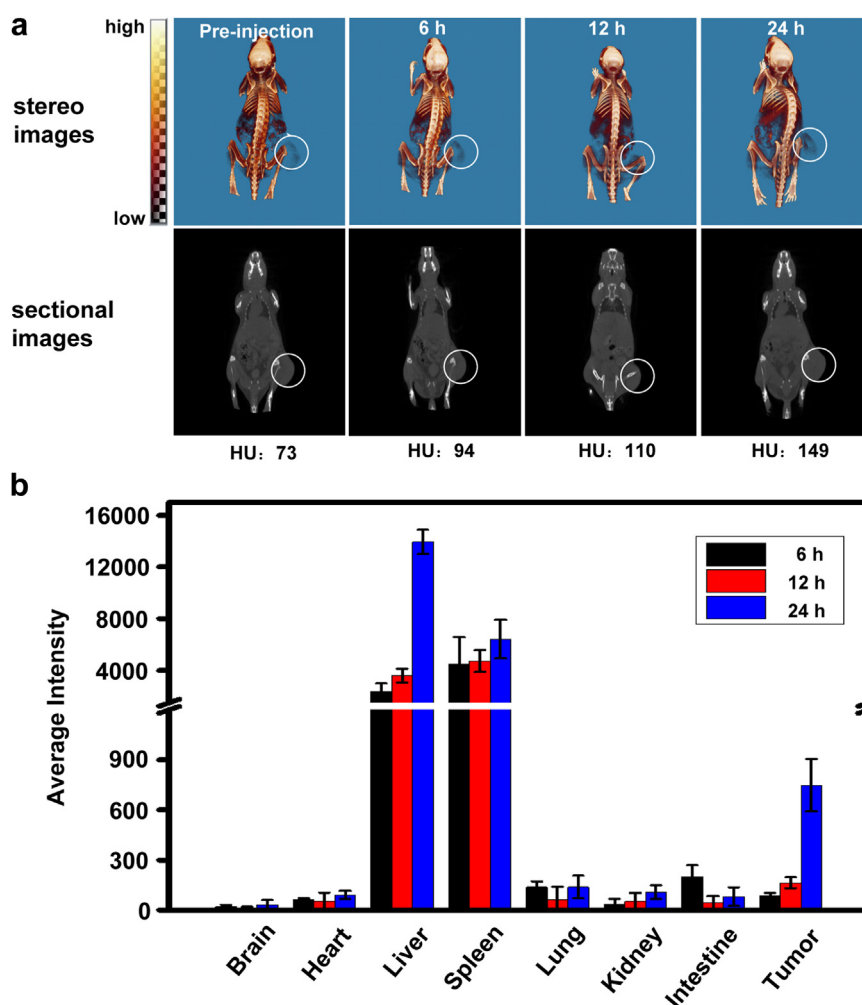 a
high
low
stereo
images
Pre-injection
6 h
12 h
24 h
sectional
images
HU：73
HU：94
HU：110
HU：149
b
Average Intensity
16000
12000
8000
4000
900
600
300
0
6 h
12 h
24 h
Brain
Heart
Liver
Spleen
Lung
Kidney
Intestine
Tumor